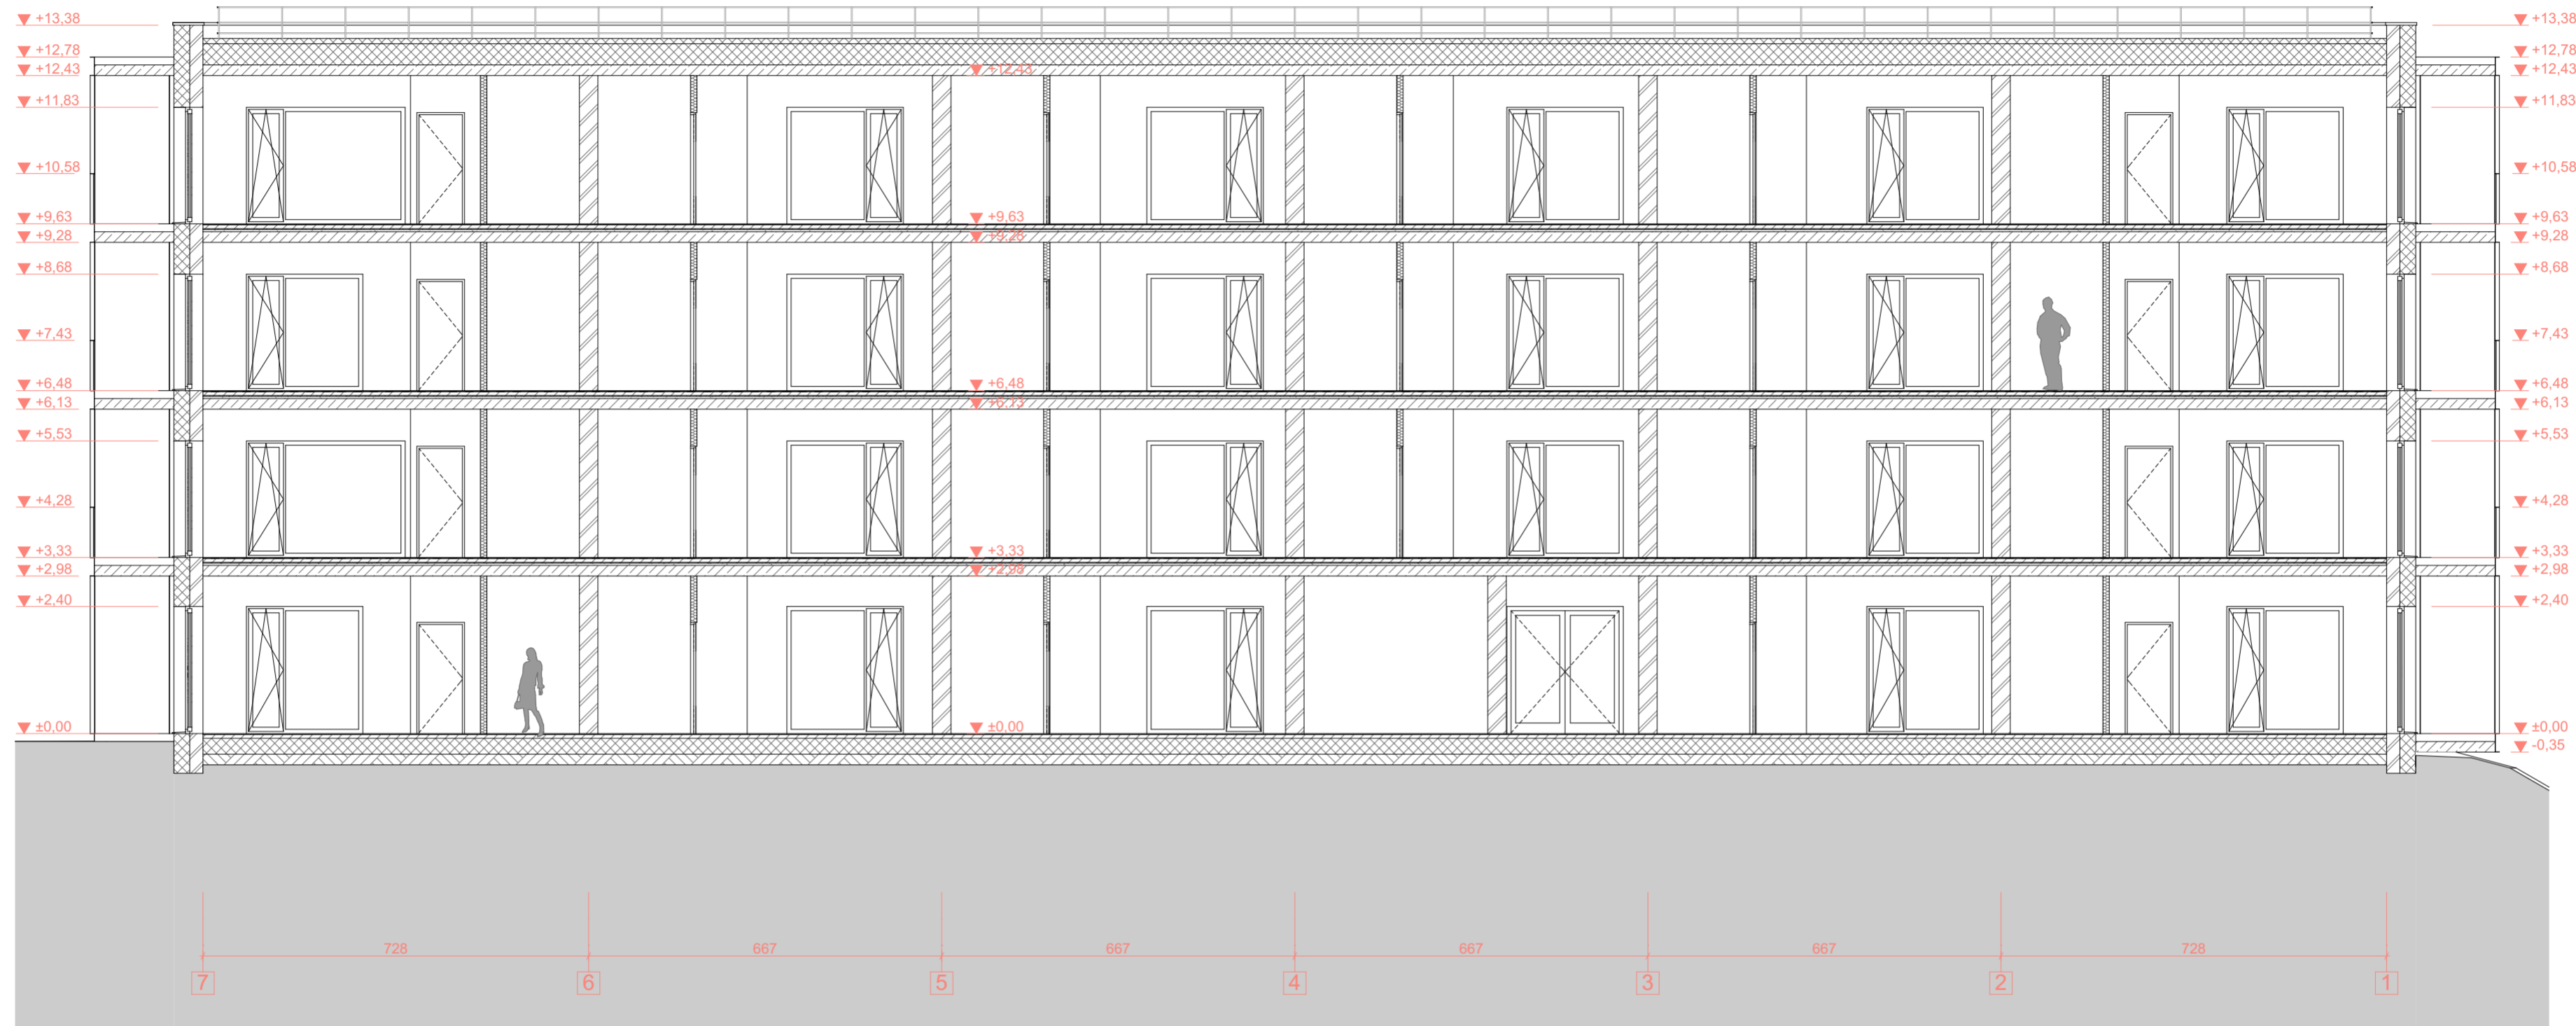 +13,38 +13,38
+12,78 +12,78
+12,43 +12,43 +12,43
+11,83 +11,83
+10,58 +10,58
+9,63 +9,63 +9,63
+9,28 +9,28 +9,28
+8,68 +8,68
+7,43 +7,43
+6,48 +6,48 +6,48
+6,13 +6,13 +6,13
+5,53 +5,53
+4,28 +4,28
+3,33 +3,33 +3,33
+2,98 +2,98 +2,98
+2,40 +2,40
±0,00 ±0,00 ±0,00
-0,35
728 667 667 667 667 728
7 6 5 4 3 2 1